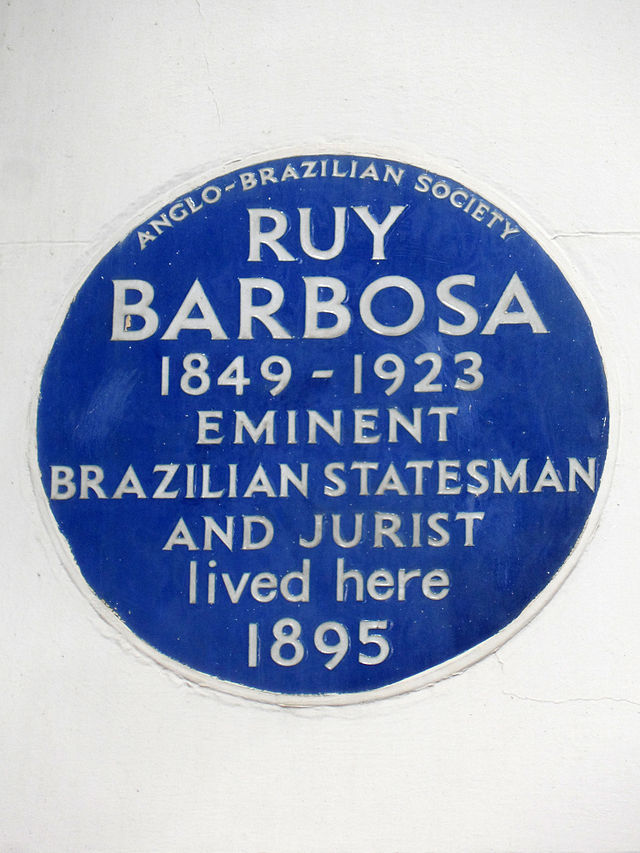 ANGLO-BRAZILIAN SOCIETY
RUY
BARBOSA
1849-1923
EMINENT
BRAZILIAN STATESMAN
AND JURIST
lived here
1895